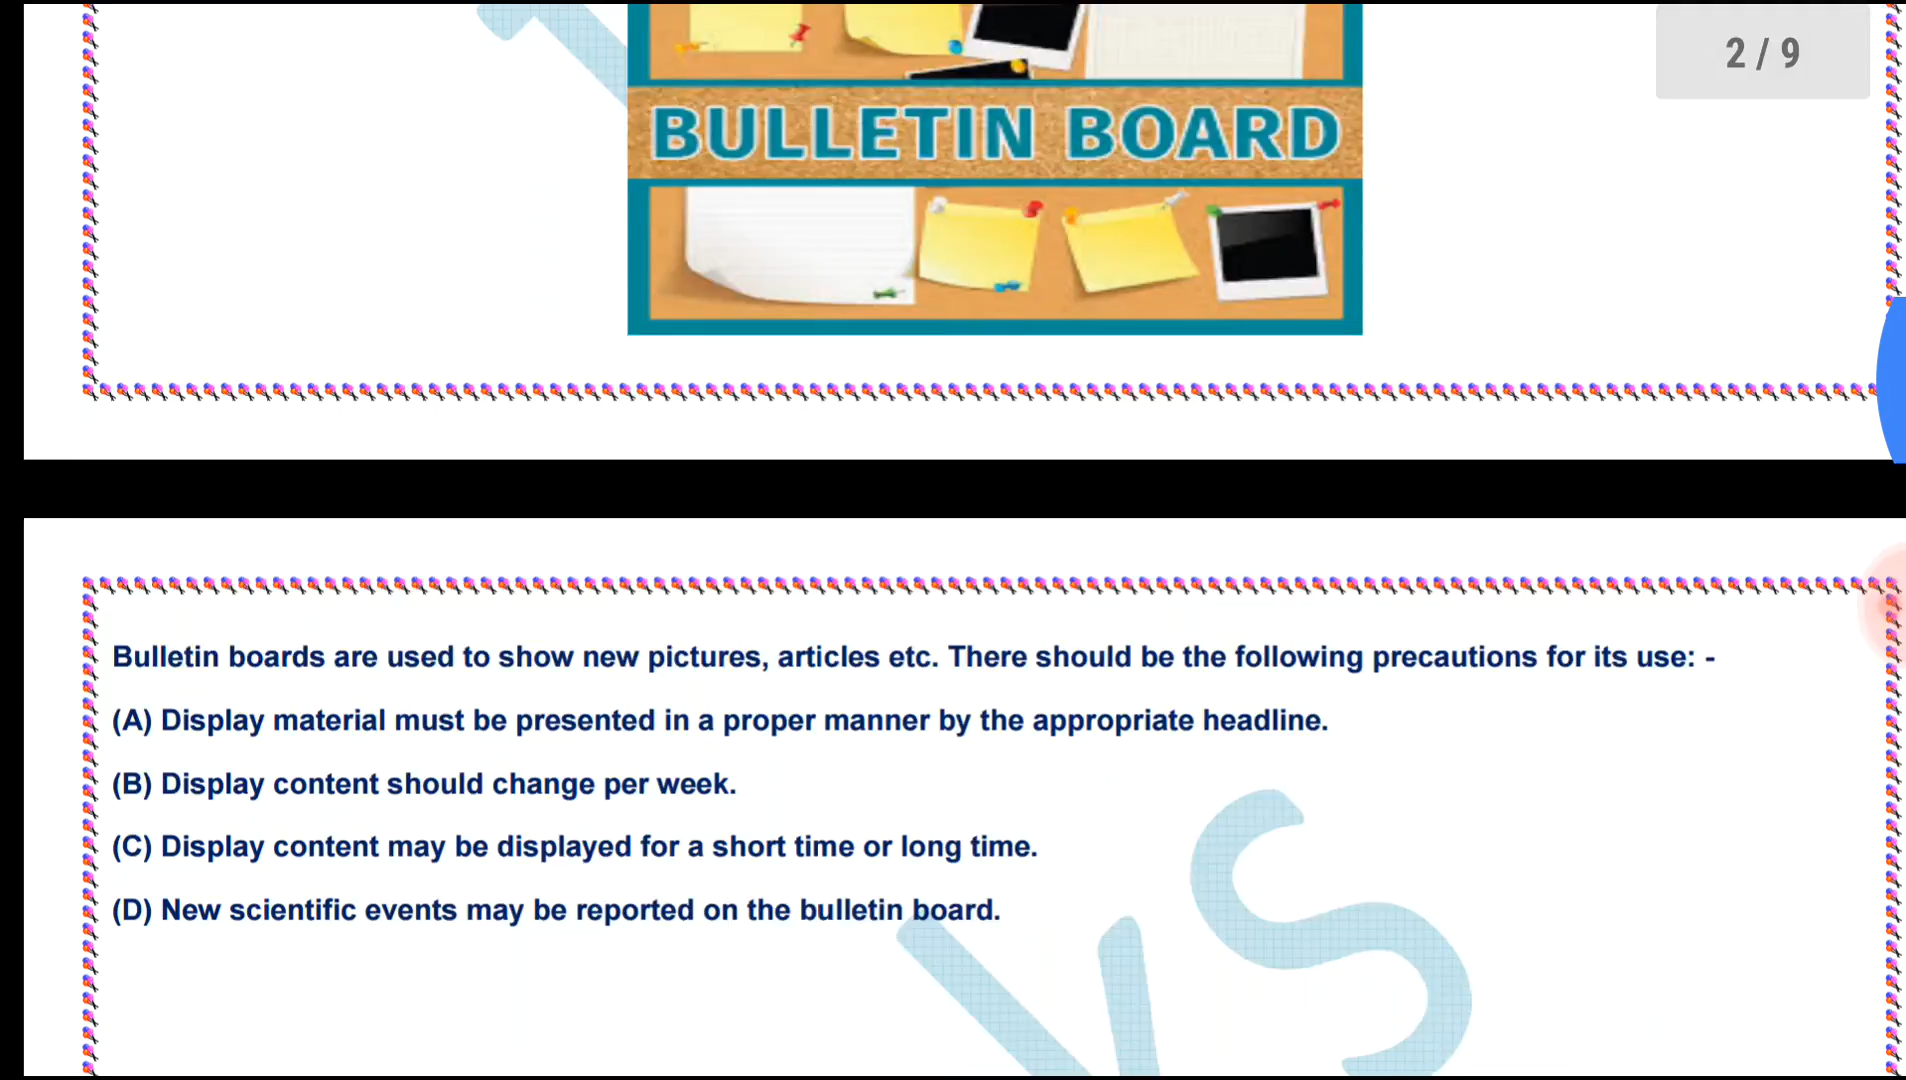 2 / 9
BULLETIN BOARD
Bulletin boards are used to show new pictures, articles etc. There should be the following precautions for its use: -
(A) Display material must be presented in a proper manner by the appropriate headline.
(B) Display content should change per week.
(C) Display content may be displayed for a short time or long time.
(D) New scientific events may be reported on the bulletin board.